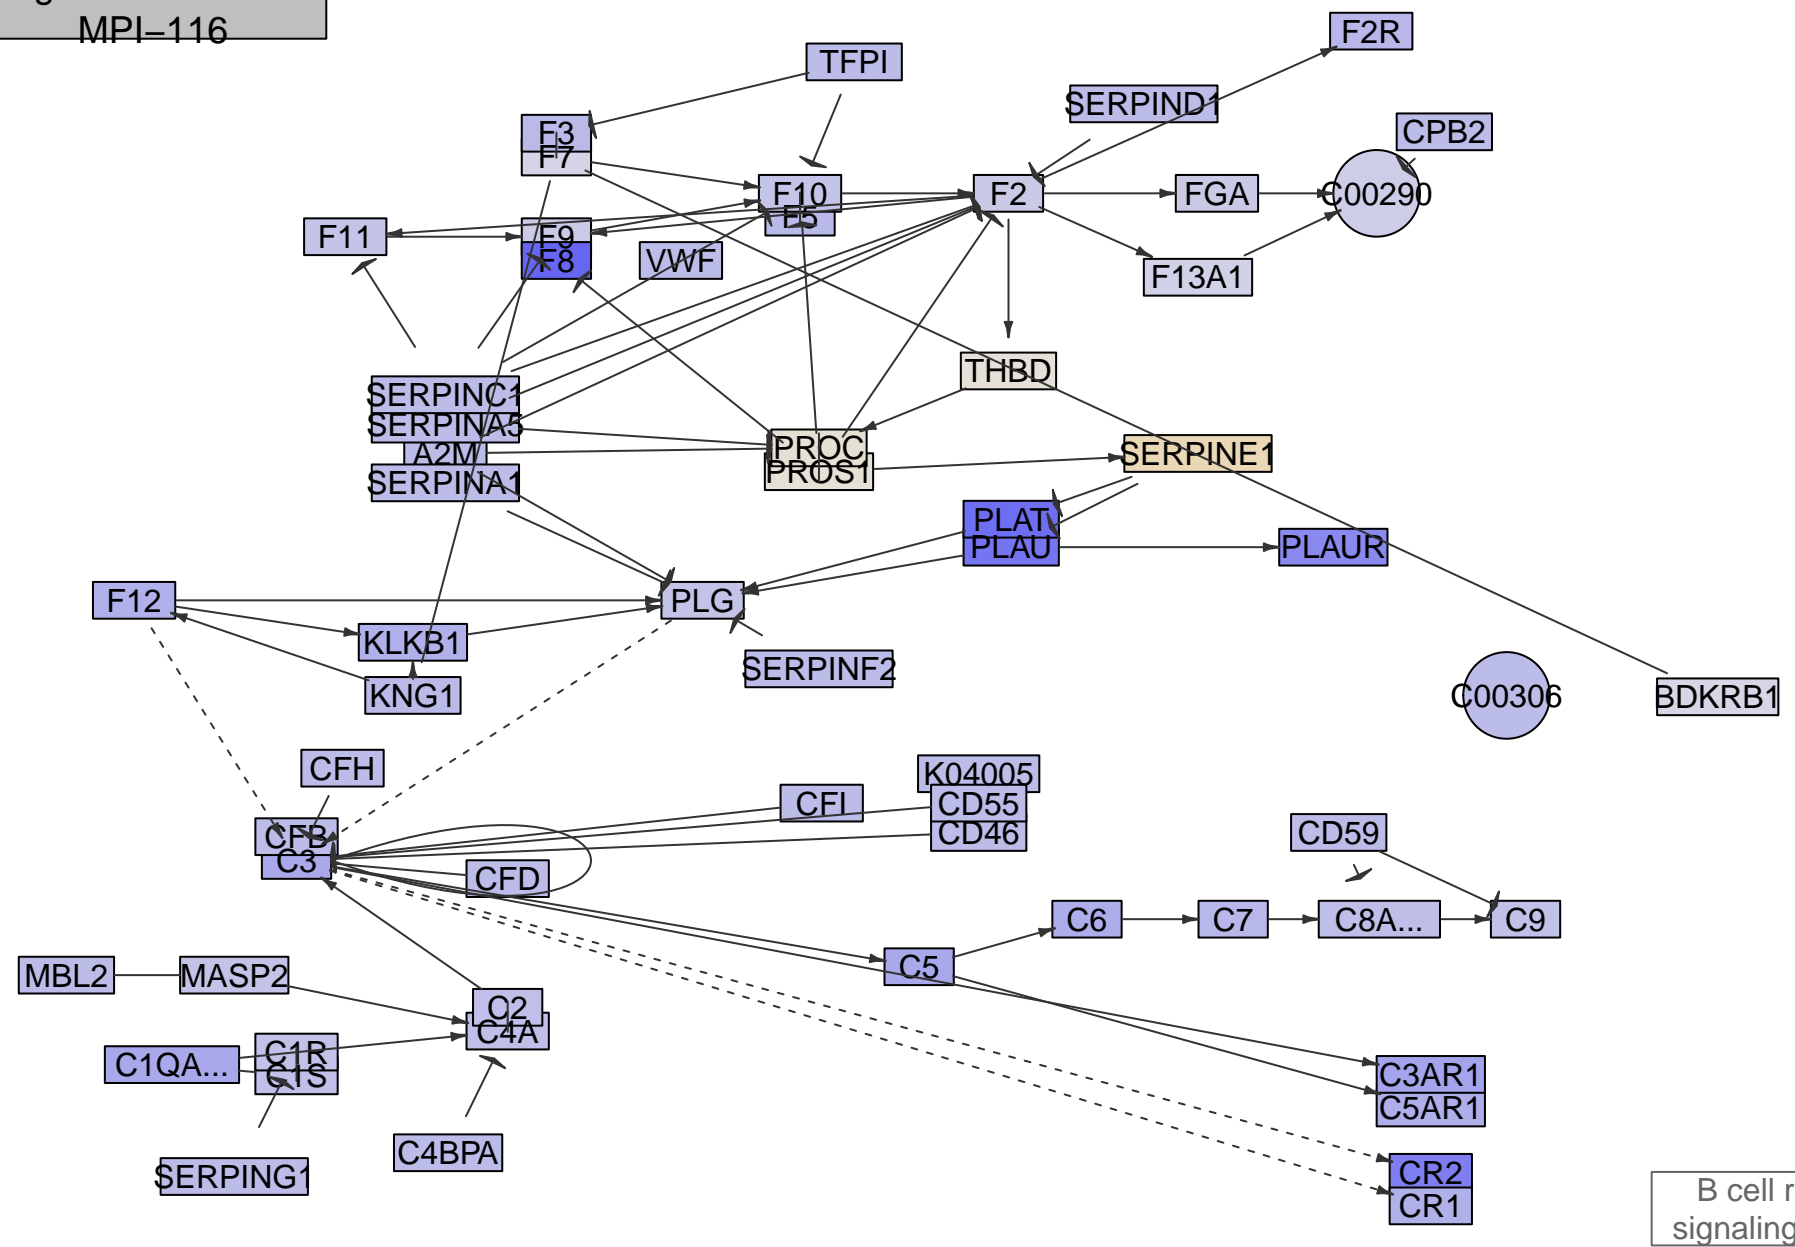 MPI–116
F2R
TFPI
SERPIND1
CPB2
F3
F7
F10
F5
F2
FGA
C00290
F11
F9
F8
VWF
F13A1
THBD
SERPINC1
SERPINA5
A2M
SERPINA1
PROC
PROS1
SERPINE1
PLAT
PLAU
PLAUR
F12
PLG
KLKB1
SERPINF2
KNG1
C00306
BDKRB1
CFH
K04005
CFI
CD55
CD46
CD59
CFB
C3
CFD
C6
C7
C8A...
C9
C5
MBL2
MASP2
C2
C4A
C1QA...
C1R
C1S
C3AR1
C5AR1
C4BPA
SERPING1
CR2
CR1
B cell r
signaling